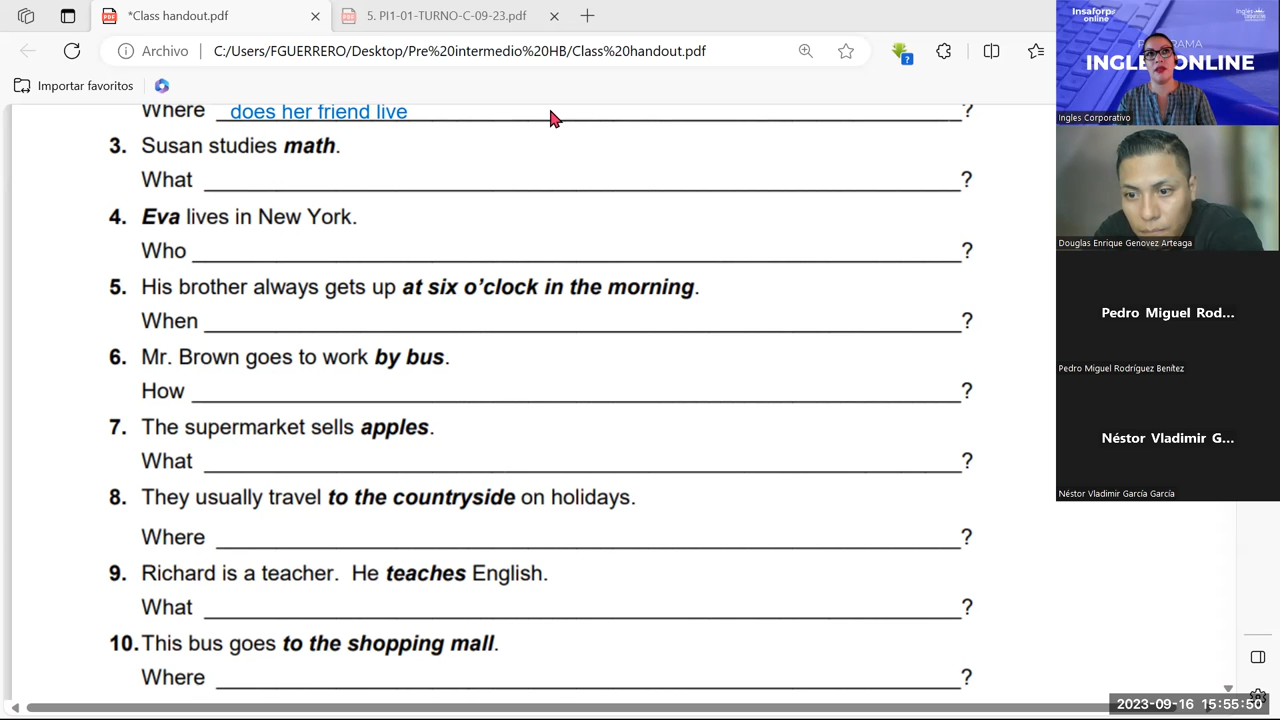 *Class handout.pdf
5. PI1-01-TURNO-C-09-23.pdf
Archivo
C:/Users/FGUERRERO/Desktop/Pre%20intermedio%20HB/Class%20handout.pdf
Importar favoritos
Where does her friend live ?
3. Susan studies math.
What ?
4. Eva lives in New York.
Who ?
5. His brother always gets up at six o'clock in the morning.
When ?
6. Mr. Brown goes to work by bus.
How ?
7. The supermarket sells apples.
What ?
8. They usually travel to the countryside on holidays.
Where ?
9. Richard is a teacher. He teaches English.
What ?
10. This bus goes to the shopping mall.
Where ?
Insaforp online
INGLE ONLINE
Ingles Corporativo
Douglas Enrique Genovez Arteaga
Pedro Miguel Rod...
Pedro Miguel Rodríguez Benítez
Néstor Vladimir G...
Néstor Vladimir García García
2023-09-16 15:55:50